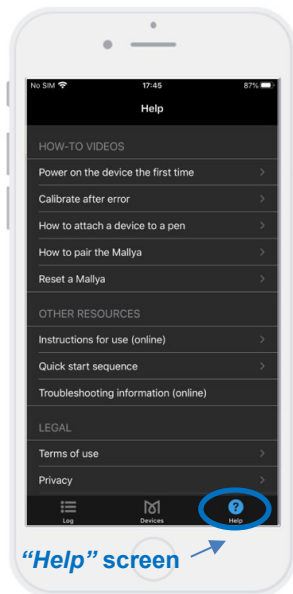 No SIM 17:45 87%
Help
HOW-TO VIDEOS
Power on the device the first time
Calibrate after error
How to attach a device to a pen
How to pair the Mallya
Reset a Mallya
OTHER RESOURCES
Instructions for use (online)
Quick start sequence
Troubleshooting information (online)
LEGAL
Terms of use
Privacy
Log Devices Help
“Help” screen